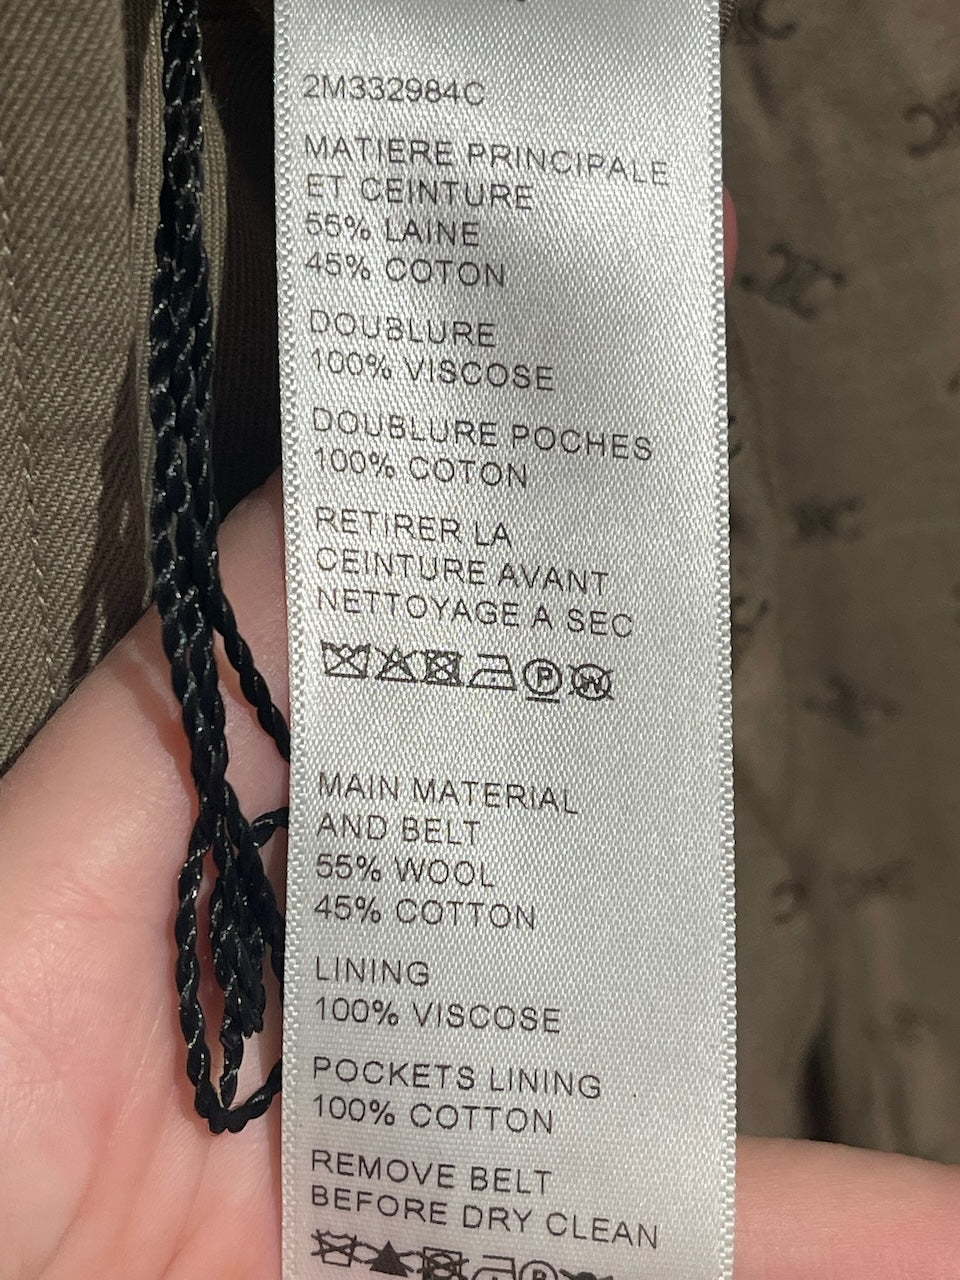 2M332984C
MATIERE PRINCIPALE
ET CEINTURE
55% LAINE
45% COTON
DOUBLURE
100% VISCOSE
DOUBLURE POCHES
100% COTON
RETIRER LA
CEINTURE AVANT
NETTOYAGE A SEC
P W
MAIN MATERIAL
AND BELT
55% WOOL
45% COTTON
LINING
100% VISCOSE
POCKETS LINING
100% COTTON
REMOVE BELT
BEFORE DRY CLEAN
P